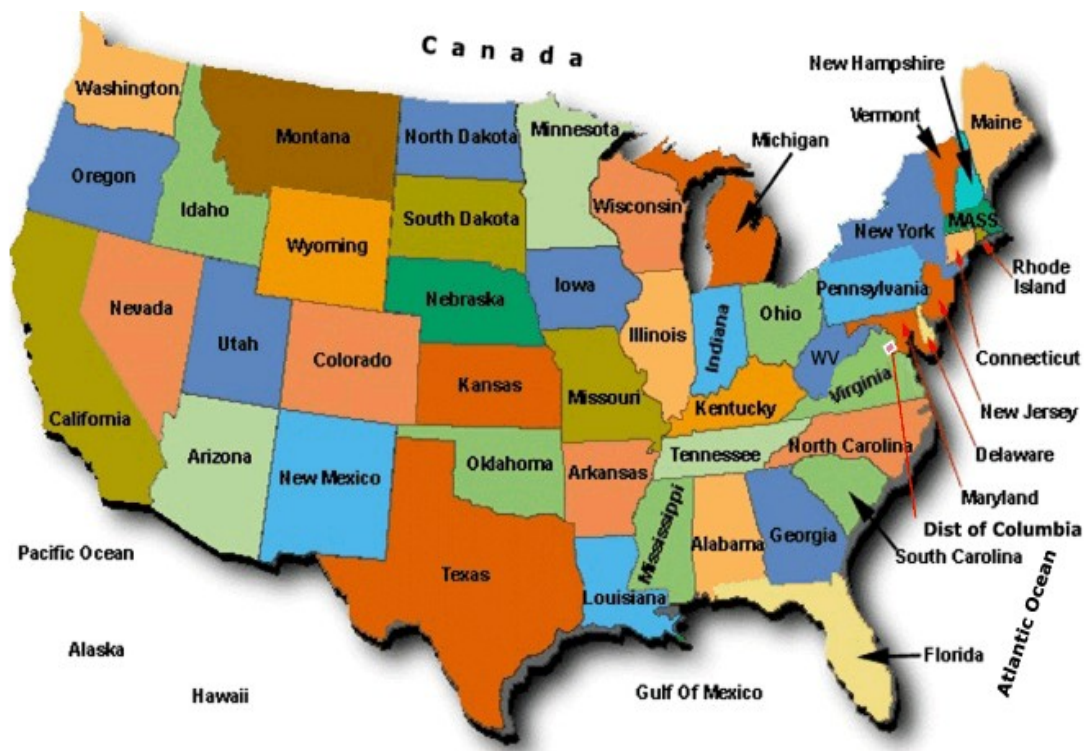 Canada
New Hampshire
Washington
Vermont
Maine
Montana
North Dakota
Minnesota
Michigan
Oregon
Idaho
South Dakota
Wisconsin
MASS
New York
Wyoming
Rhode
Island
Nebraska
Iowa
Pennsylvania
Nevada
Ohio
Utah
Illinois
Indiana
Colorado
WV
Connecticut
Kansas
Virginia
Missouri
California
Kentucky
New Jersey
Arizona
North Carolina
Tennessee
Delaware
Oklahoma
New Mexico
Arkansas
Maryland
Dist of Columbia
Mississippi
Alabama
Georgia
South Carolina
Pacific Ocean
Texas
Louisiana
Atlantic Ocean
Alaska
Florida
Hawaii
Gulf Of Mexico